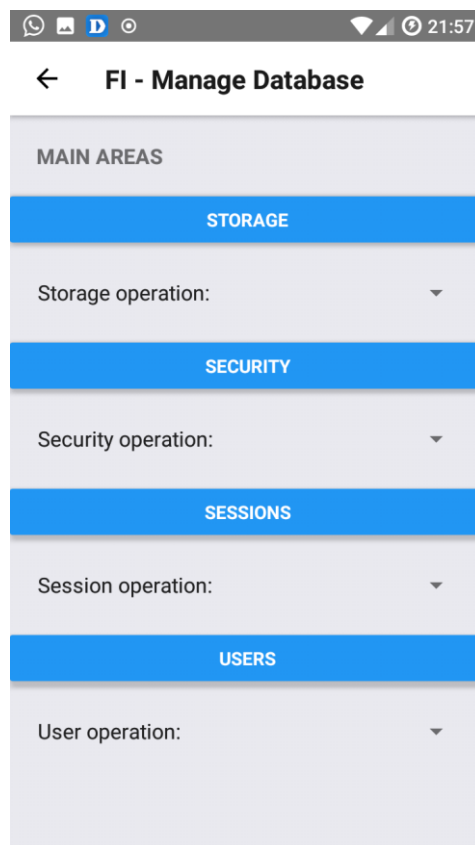 D 21:57
FI - Manage Database
MAIN AREAS
STORAGE
Storage operation:
SECURITY
Security operation:
SESSIONS
Session operation:
USERS
User operation: